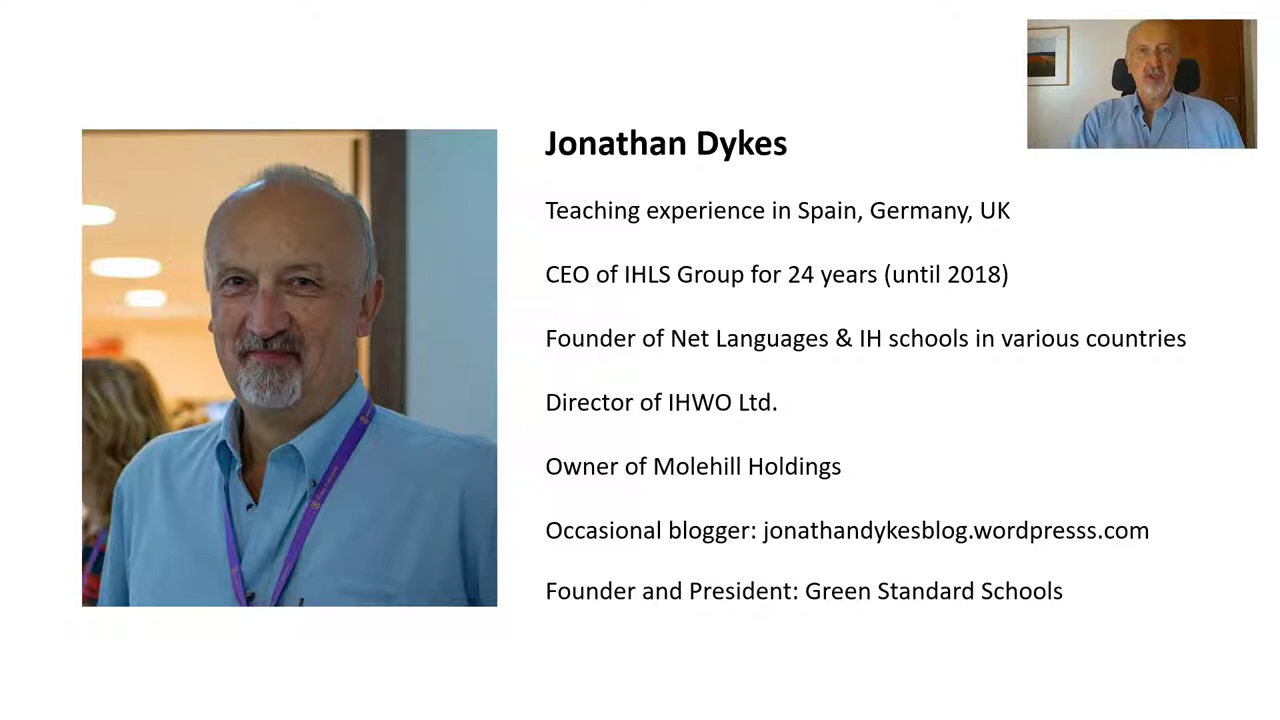 Jonathan Dykes
Teaching experience in Spain, Germany, UK
CEO of IHLS Group for 24 years (until 2018)
Founder of Net Languages & IH schools in various countries
Director of IHWO Ltd.
Owner of Molehill Holdings
Occasional blogger: jonathandykesblog.wordpresss.com
Founder and President: Green Standard Schools